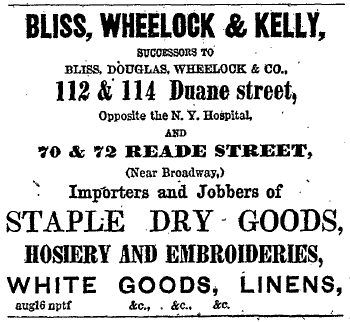 BLISS, WHEELOCK & KELLY,
SUCCESSORS TO
BLISS, DOUGLAS, WHEELOCK & CO.,
112 & 114 Duane street,
Opposite the N. Y. Hospital,
AND
70 & 72 READE STREET,
(Near Broadway,)
Importers and Jobbers of
STAPLE DRY GOODS,
HOSIERY AND EMBROIDERIES,
WHITE GOODS, LINENS,
aug16 nptf &c., &c., &c.